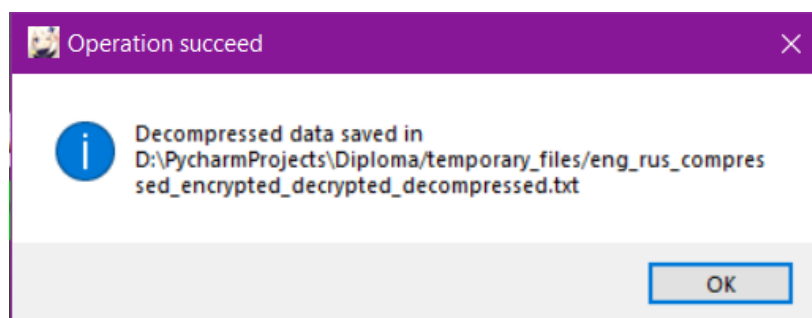 Operation succeed
Decompressed data saved in
D:\PycharmProjects\Diploma/temporary_files/eng_rus_compres
sed_encrypted_decrypted_decompressed.txt
OK